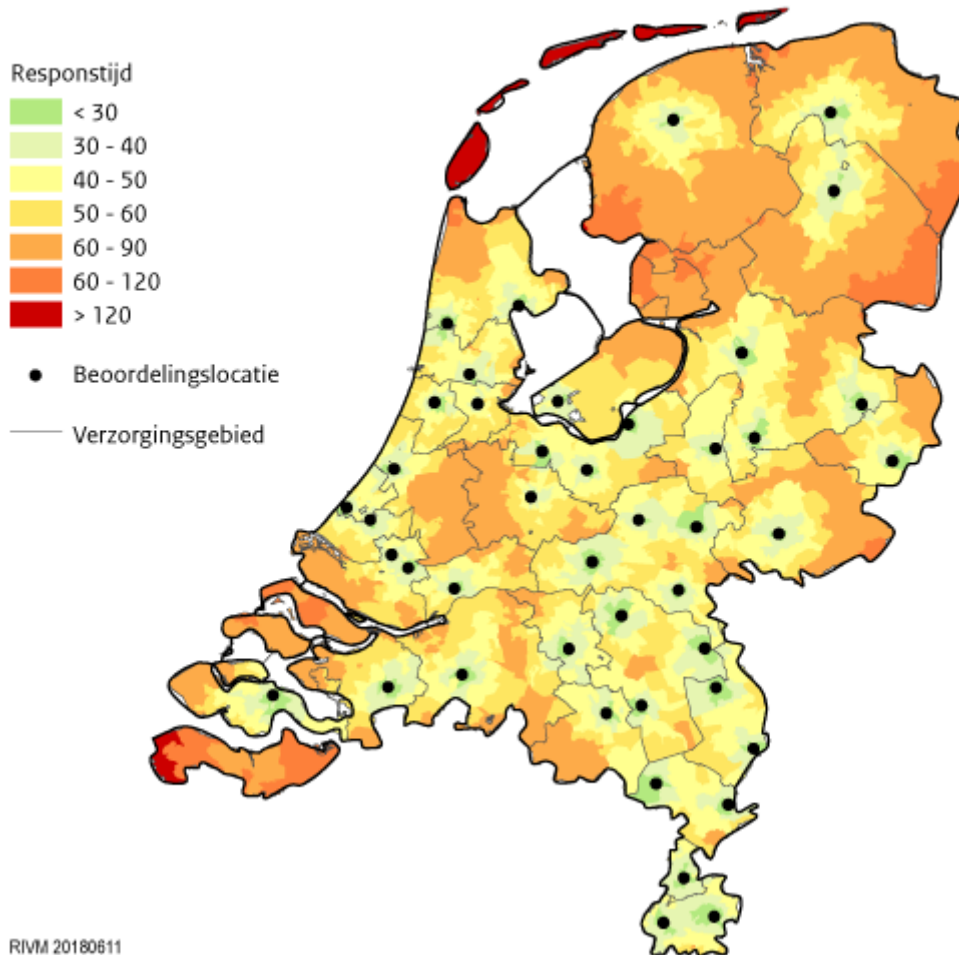 Responstijd
< 30
30 - 40
40 - 50
50 - 60
60 - 90
60 - 120
> 120
Beoordelingslocatie
Verzorgingsgebied
RIVM 20180611